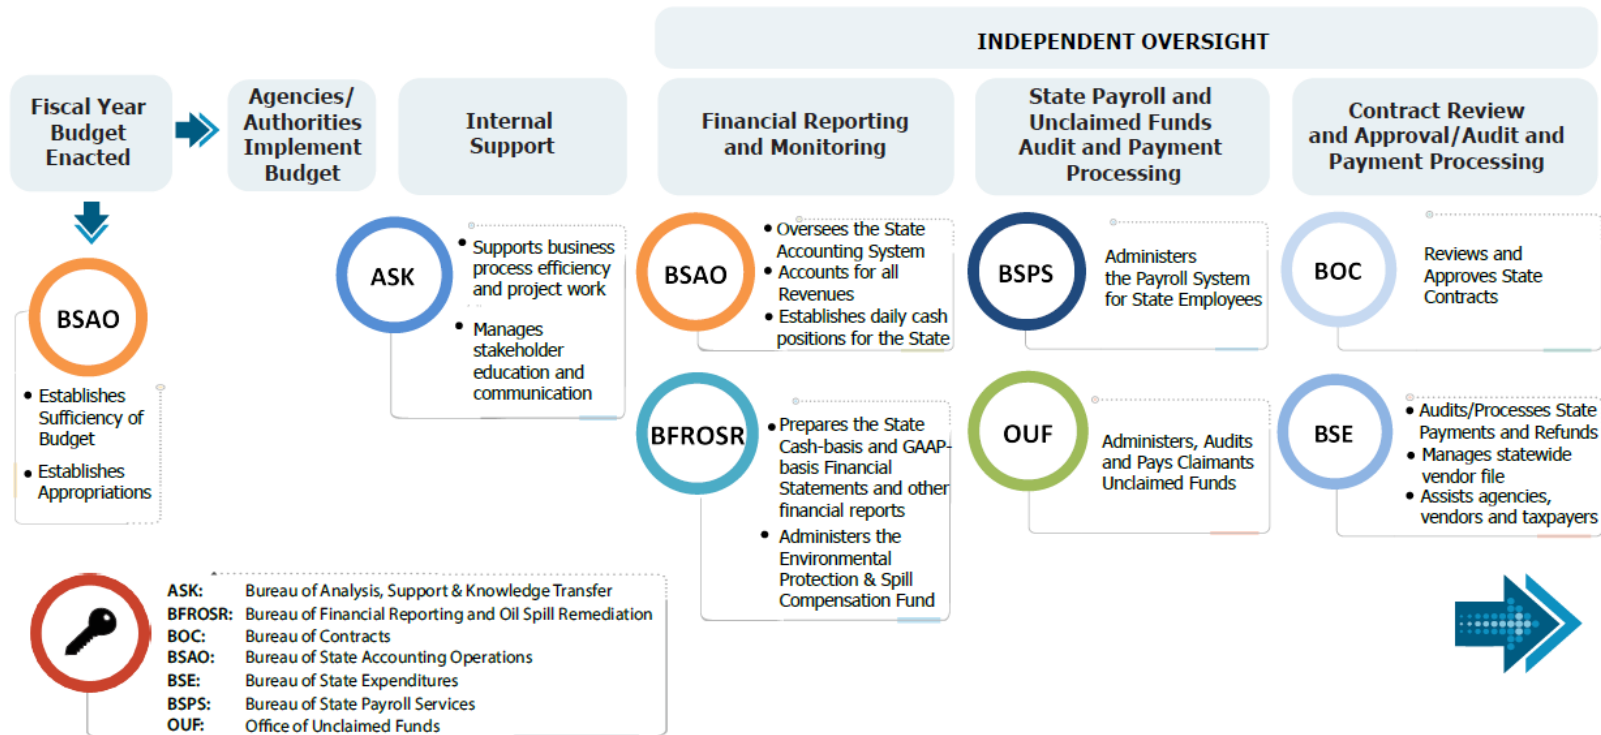 INDEPENDENT OVERSIGHT
Fiscal Year
Budget
Enacted
Agencies/
Authorities
Implement
Budget
Internal
Support
Financial Reporting
and Monitoring
State Payroll and
Unclaimed Funds
Audit and Payment
Processing
Contract Review
and Approval/Audit and
Payment Processing
BSAO
• Establishes
Sufficiency of
Budget
• Establishes
Appropriations
ASK
• Supports business
process efficiency
and project work
• Manages
stakeholder
education and
communication
BSAO
• Oversees the State
Accounting System
• Accounts for all
Revenues
• Establishes daily cash
positions for the State
BFROSR
• Prepares the State
Cash-basis and GAAP-
basis Financial
Statements and other
financial reports
• Administers the
Environmental
Protection & Spill
Compensation Fund
BSPS
Administers
the Payroll System
for State Employees
OUF
Administers, Audits
and Pays Claimants
Unclaimed Funds
BOC
Reviews and
Approves State
Contracts
BSE
• Audits/Processes State
Payments and Refunds
• Manages statewide
vendor file
• Assists agencies,
vendors and taxpayers
ASK: Bureau of Analysis, Support & Knowledge Transfer
BFROSR: Bureau of Financial Reporting and Oil Spill Remediation
BOC: Bureau of Contracts
BSAO: Bureau of State Accounting Operations
BSE: Bureau of State Expenditures
BSPS: Bureau of State Payroll Services
OUF: Office of Unclaimed Funds